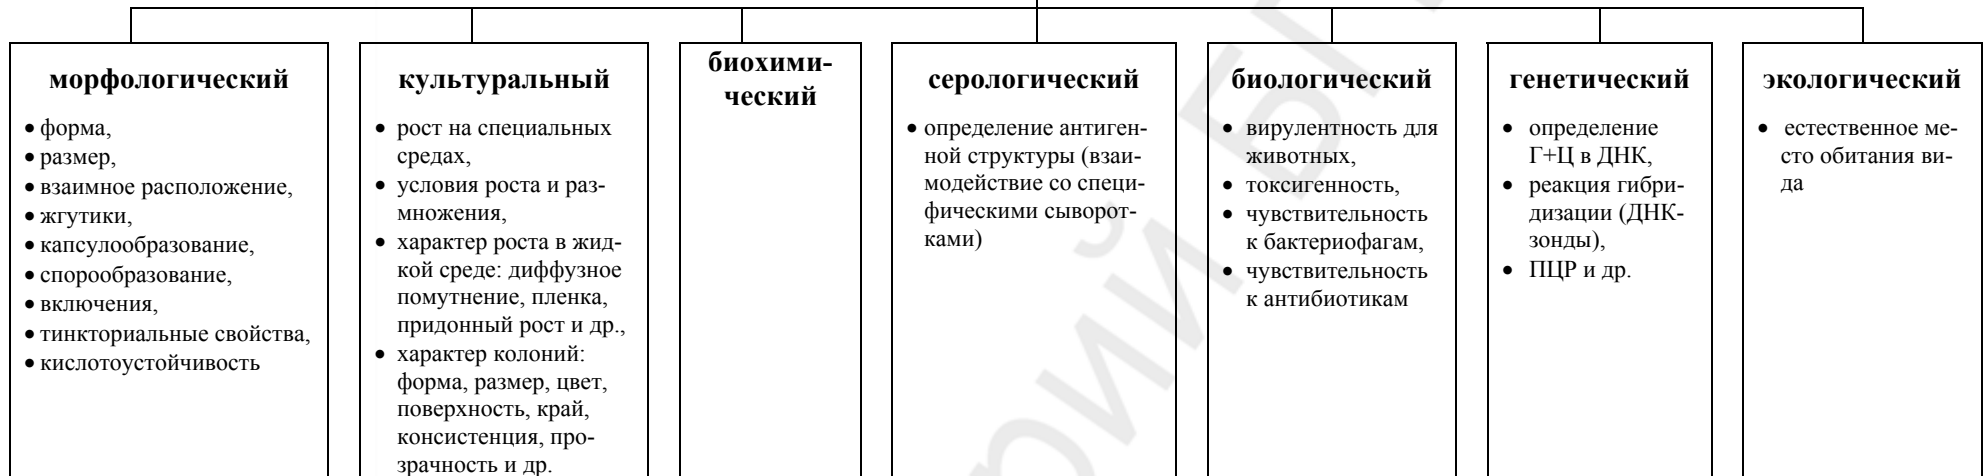 морфологический
• форма,
• размер,
• взаимное расположение,
• жгутики,
• капсулообразование,
• спорообразование,
• включения,
• тинкториальные свойства,
• кислотоустойчивость
культуральный
• рост на специальных
средах,
• условия роста и раз-
множения,
• характер роста в жид-
кой среде: диффузное
помутнение, пленка,
придонный рост и др.,
• характер колоний:
форма, размер, цвет,
поверхность, край,
консистенция, про-
зрачность и др.
биохими-
ческий
серологический
• определение антиген-
ной структуры (взаи-
модействие со специ-
фическими сыворот-
ками)
биологический
• вирулентность для
животных,
• токсигенность,
• чувствительность
к бактериофагам,
• чувствительность
к антибиотикам
генетический
• определение
Г+Ц в ДНК,
• реакция гибри-
дизации (ДНК-
зонды),
• ПЦР и др.
экологический
• естественное ме-
сто обитания ви-
да